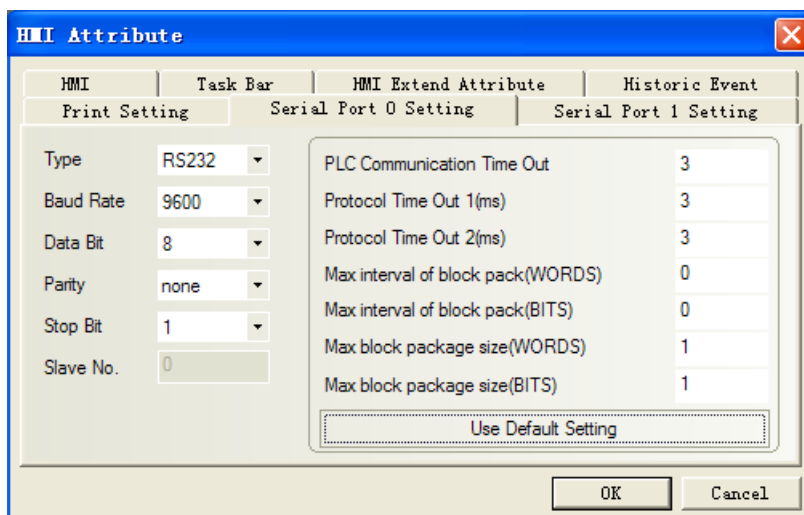 HMI Attribute
HMI Task Bar HMI Extend Attribute Historic Event
Print Setting Serial Port 0 Setting Serial Port 1 Setting
Type RS232
Baud Rate 9600
Data Bit 8
Parity none
Stop Bit 1
Slave No. 0
PLC Communication Time Out 3
Protocol Time Out 1(ms) 3
Protocol Time Out 2(ms) 3
Max interval of block pack(WORDS) 0
Max interval of block pack(BITS) 0
Max block package size(WORDS) 1
Max block package size(BITS) 1
Use Default Setting
OK Cancel